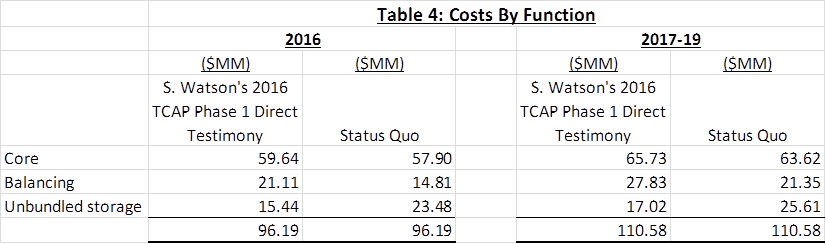 Table 4: Costs By Function
2016 2017-19
($MM) ($MM) ($MM) ($MM)
S. Watson's 2016 S. Watson's 2016
TCAP Phase 1 Direct TCAP Phase 1 Direct
Testimony Status Quo Testimony Status Quo
Core 59.64 57.90 65.73 63.62
Balancing 21.11 14.81 27.83 21.35
Unbundled storage 15.44 23.48 17.02 25.61
96.19 96.19 110.58 110.58